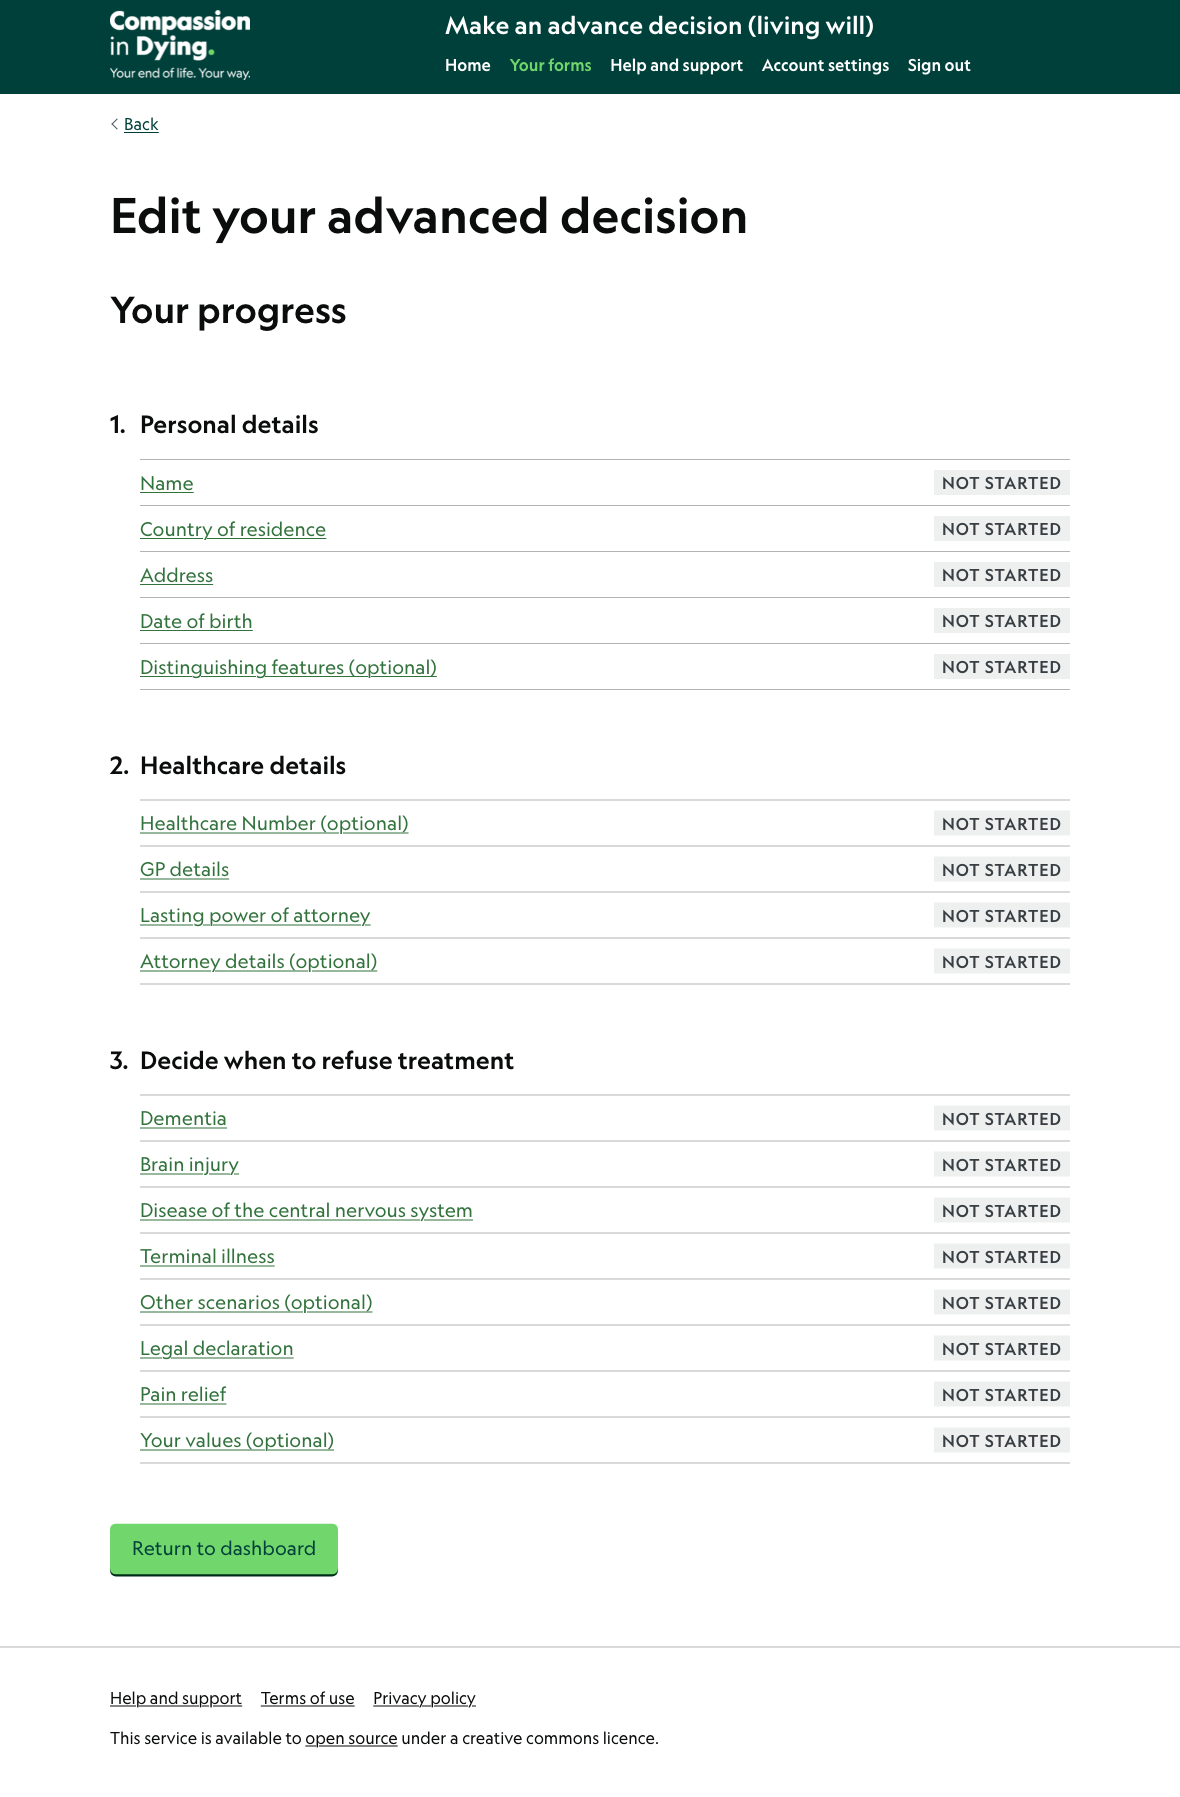 Compassion
in Dying.
Your end of life. Your way.
Make an advance decision (living will)
Home Your forms Help and support Account settings Sign out
< Back
Edit your advanced decision
Your progress
1. Personal details
Name NOT STARTED
Country of residence NOT STARTED
Address NOT STARTED
Date of birth NOT STARTED
Distinguishing features (optional) NOT STARTED
2. Healthcare details
Healthcare Number (optional) NOT STARTED
GP details NOT STARTED
Lasting power of attorney NOT STARTED
Attorney details (optional) NOT STARTED
3. Decide when to refuse treatment
Dementia NOT STARTED
Brain injury NOT STARTED
Disease of the central nervous system NOT STARTED
Terminal illness NOT STARTED
Other scenarios (optional) NOT STARTED
Legal declaration NOT STARTED
Pain relief NOT STARTED
Your values (optional) NOT STARTED
Return to dashboard
Help and support Terms of use Privacy policy
This service is available to open source under a creative commons licence.